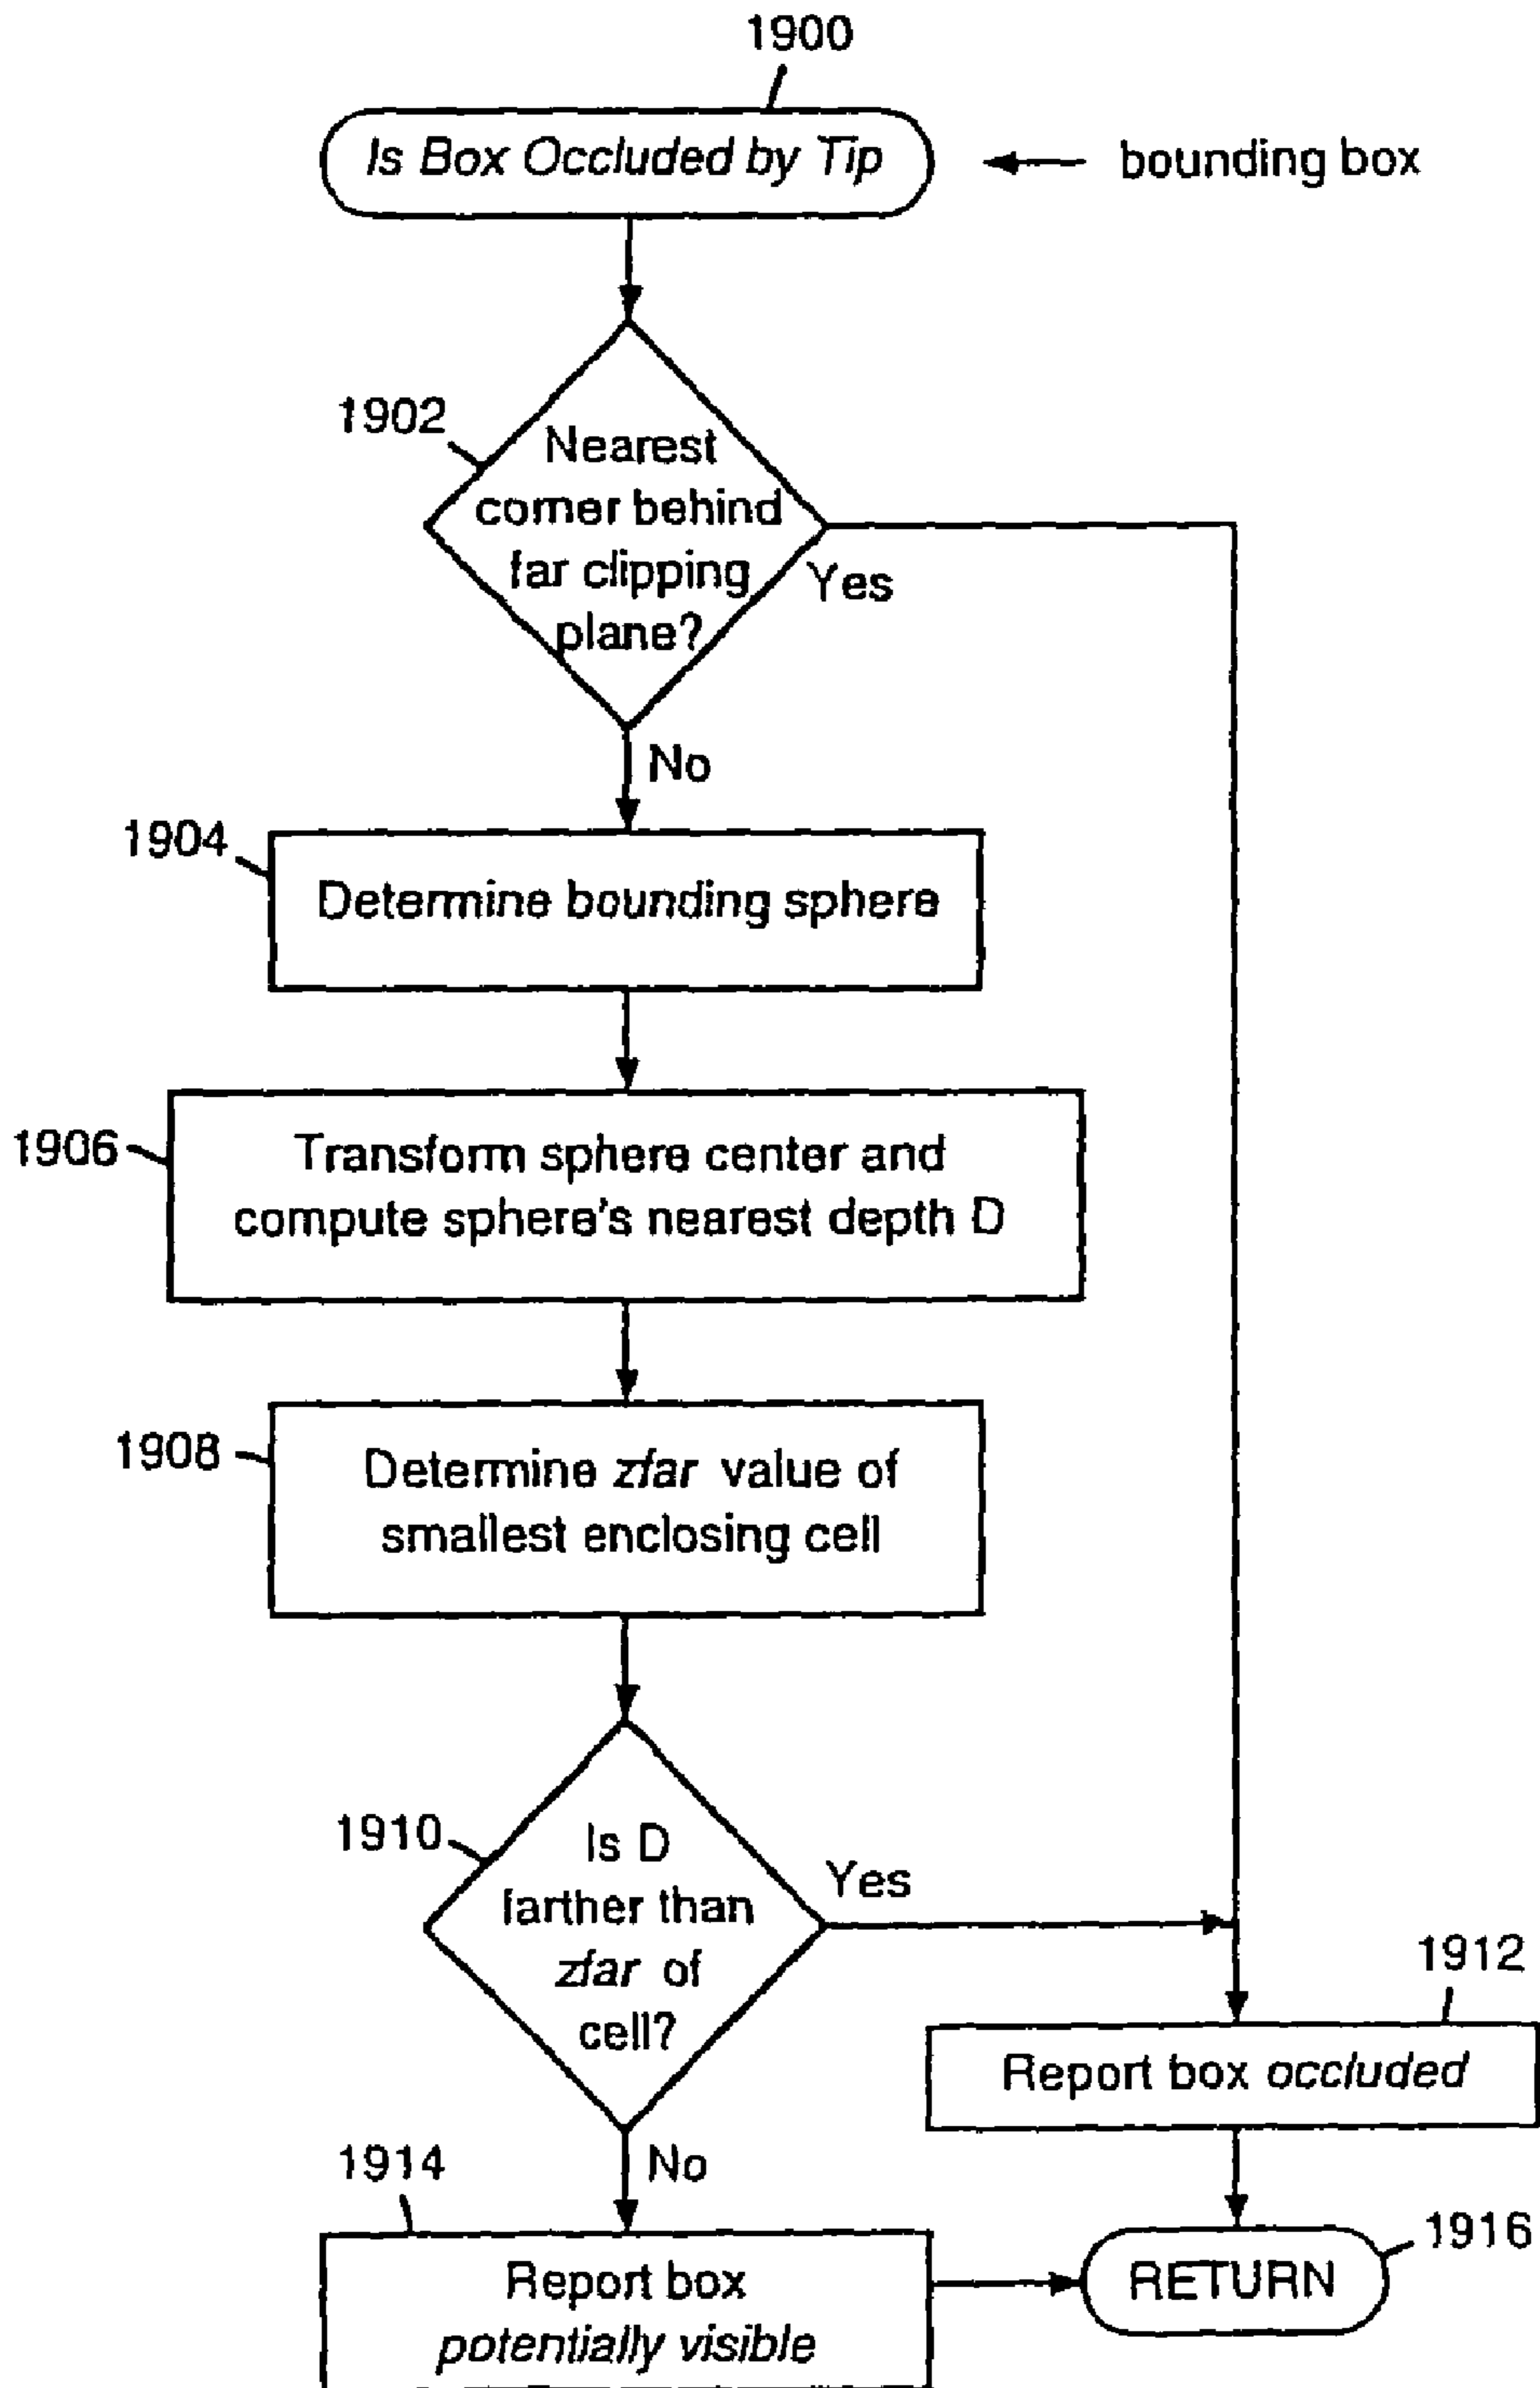 1900
Is Box Occluded by Tip
bounding box
1902
Nearest
corner behind
far clipping
plane?
Yes
No
1904
Determine bounding sphere
1906
Transform sphere center and
compute sphere's nearest depth D
1908
Determine zfar value of
smallest enclosing cell
1910
Is D
farther than
zfar of
cell?
Yes
1912
Report box occluded
No
1914
Report box
potentially visible
RETURN
1916